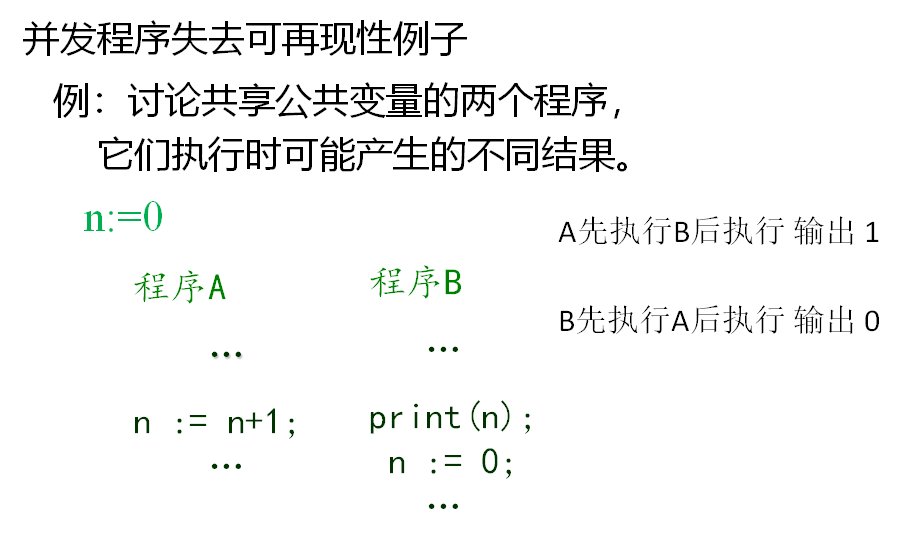 并发程序失去可再现性例子
例：讨论共享公共变量的两个程序，
它们执行时可能产生的不同结果。
n:=0
A先执行B后执行 输出 1
程序A
程序B
B先执行A后执行 输出 0
…
…
n := n+1;
print(n);
…
n := 0;
…